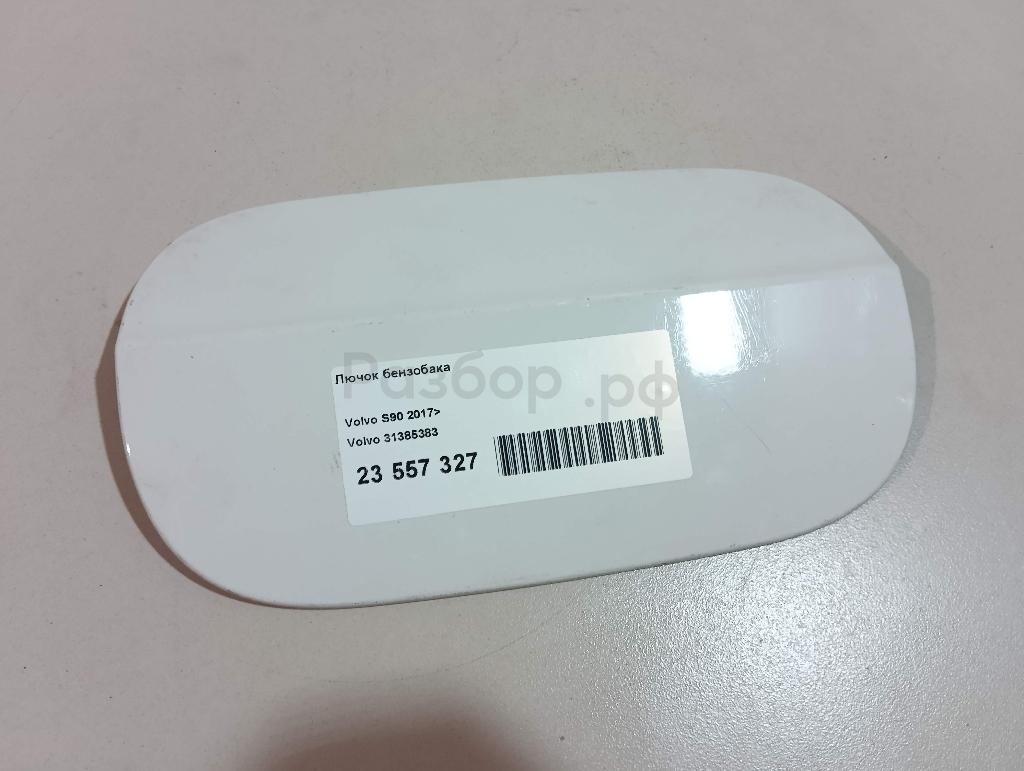 Лючок бензобака
Разбор.рф
Volvo S90 2017>
Volvo 31385383
23 557 327